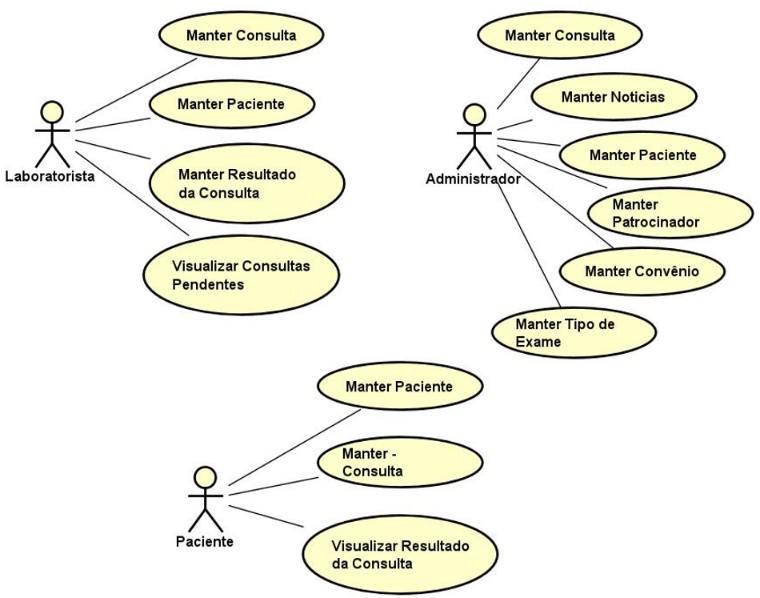 Manter Consulta
Manter Paciente
Laboratorista
Manter Resultado
da Consulta
Visualizar Consultas
Pendentes
Manter Consulta
Manter Noticias
Manter Paciente
Administrador
Manter
Patrocinador
Manter Convênio
Manter Tipo de
Exame
Manter Paciente
Manter -
Consulta
Paciente
Visualizar Resultado
da Consulta